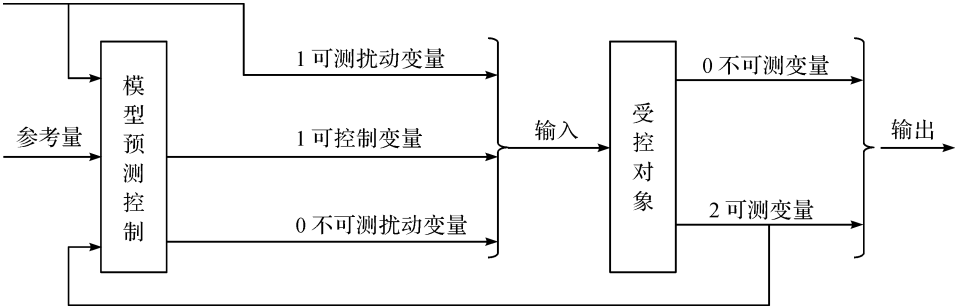 参考量
模型预测控制
1可测扰动变量
1可控制变量
0不可测扰动变量
输入
受控对象
0不可测变量
2可测变量
输出